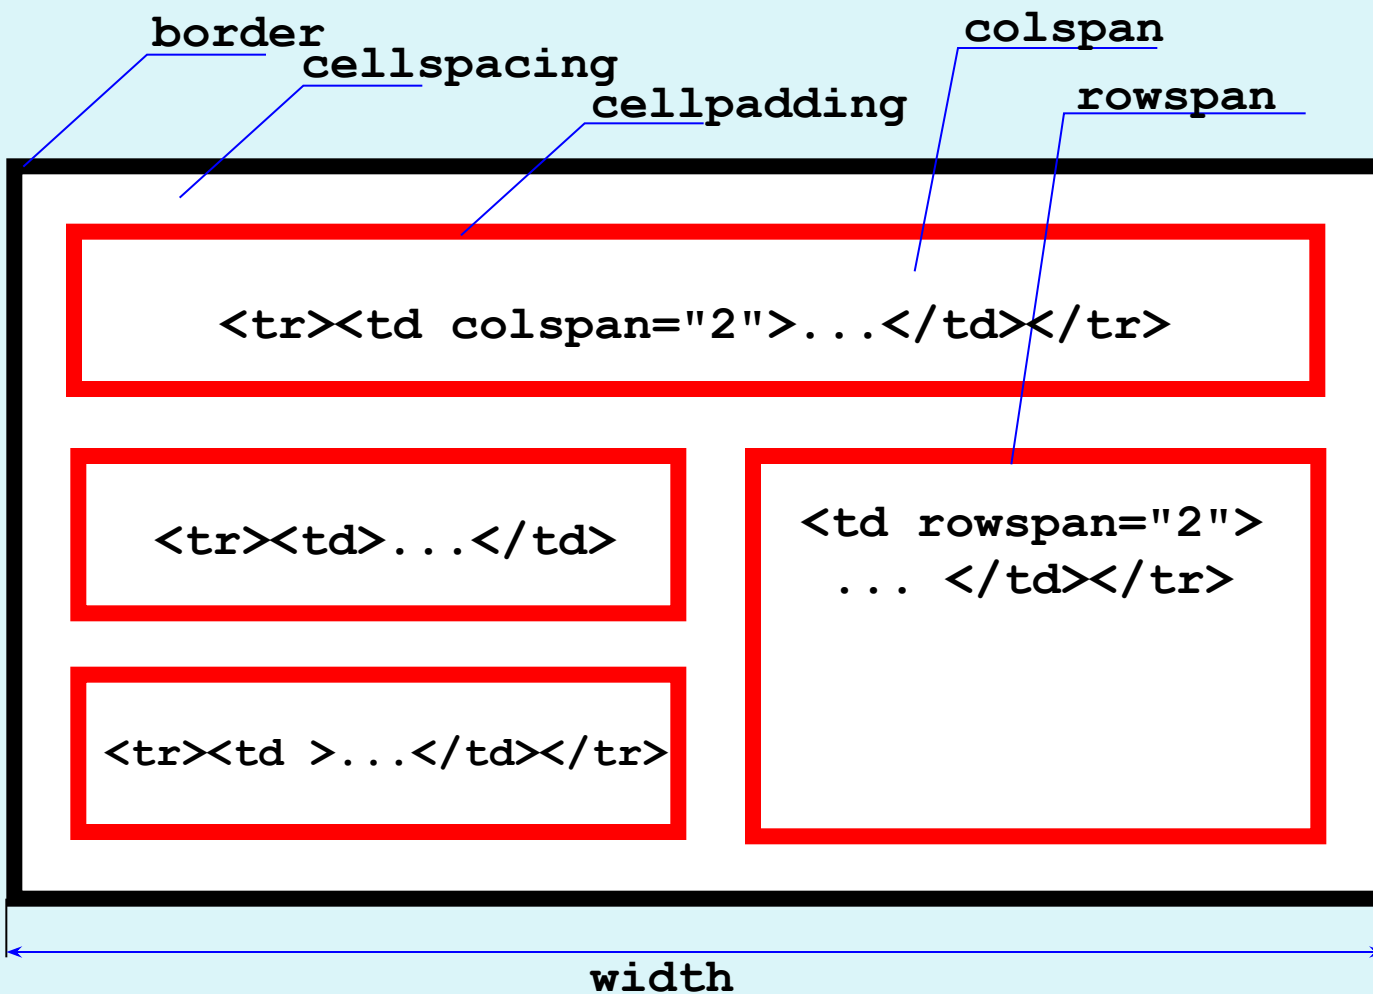 border
cellspacing
cellpadding
colspan
rowspan
<tr><td colspan="2">...</td></tr>
<tr><td>...</td>
<td rowspan="2">
... </td></tr>
<tr><td >...</td></tr>
width